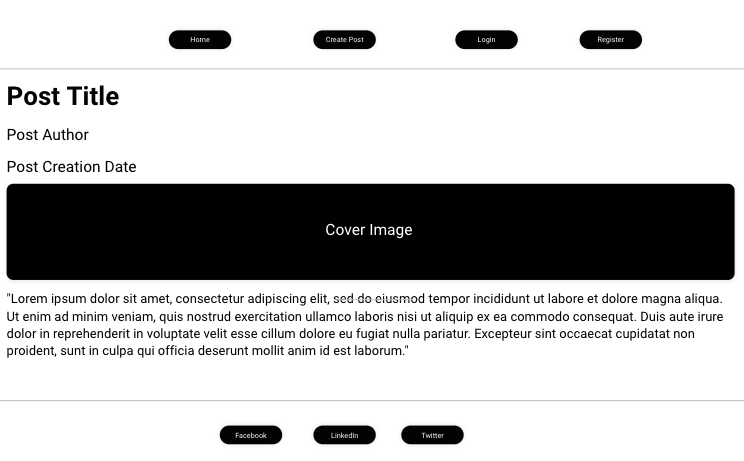 Home Create Post Login Register
Post Title
Post Author
Post Creation Date
Cover Image
"Lorem ipsum dolor sit amet, consectetur adipiscing elit, sed do eiusmod tempor incididunt ut labore et dolore magna aliqua.
Ut enim ad minim veniam, quis nostrud exercitation ullamco laboris nisi ut aliquip ex ea commodo consequat. Duis aute irure
dolor in reprehenderit in voluptate velit esse cillum dolore eu fugiat nulla pariatur. Excepteur sint occaecat cupidatat non
proident, sunt in culpa qui officia deserunt mollit anim id est laborum."
Facebook LinkedIn Twitter